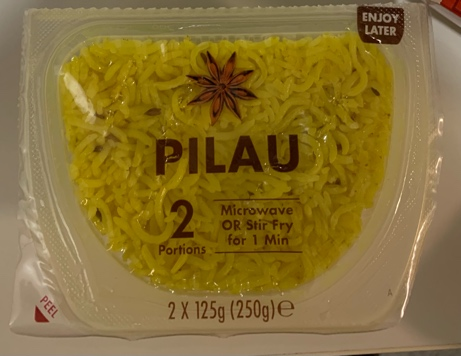 ENJOY
LATER
PILAU
2
Portions
Microwave
OR Stir Fry
for 1 Min
2 X 125g (250g)e
PEEL